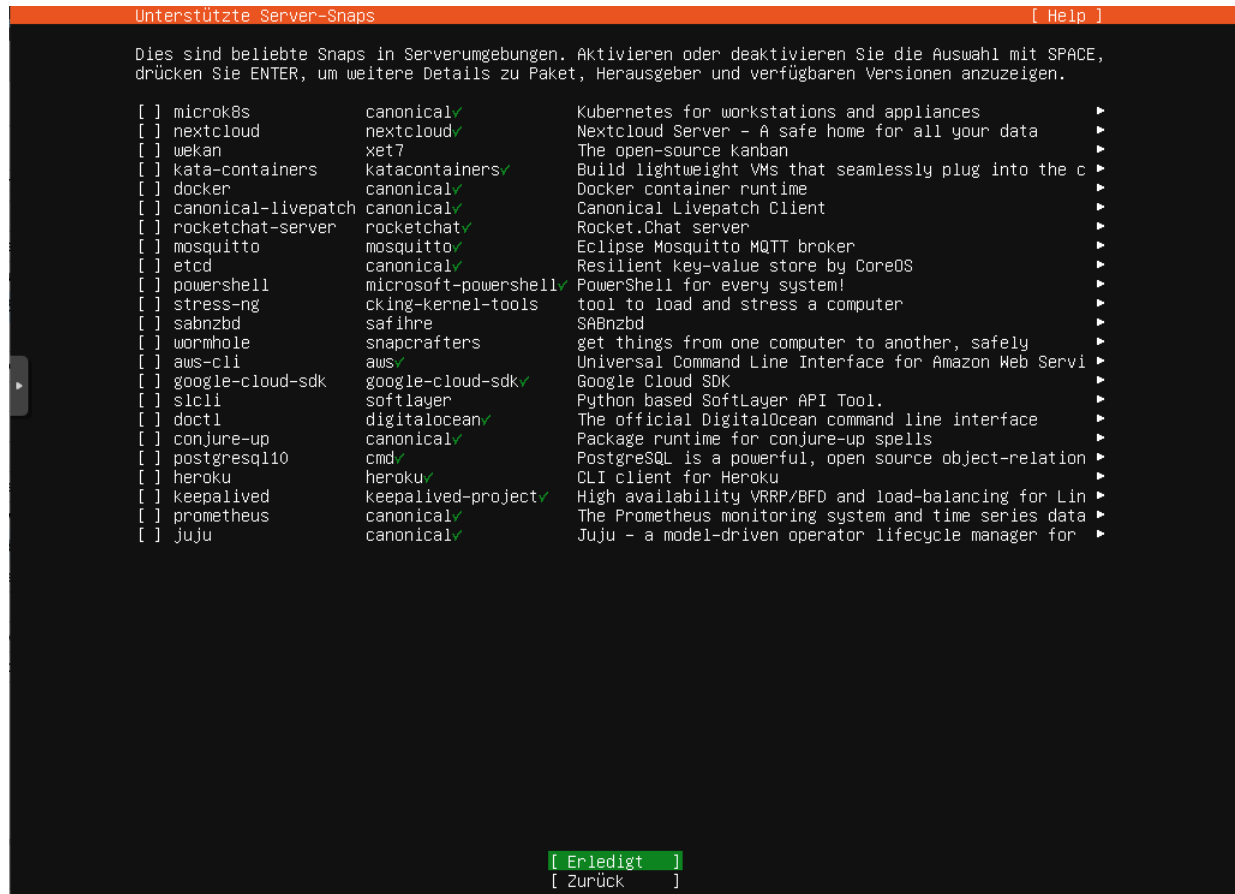 Unterstützte Server-Snaps [ Help ]
Dies sind beliebte Snaps in Serverumgebungen. Aktivieren oder deaktivieren Sie die Auswahl mit SPACE,
drücken Sie ENTER, um weitere Details zu Paket, Herausgeber und verfügbaren Versionen anzuzeigen.
[ ] microk8s canonical✓ Kubernetes for workstations and appliances ▸
[ ] nextcloud nextcloud✓ Nextcloud Server – A safe home for all your data ▸
[ ] wekan xet7 The open-source kanban ▸
[ ] kata-containers katacontainers✓ Build lightweight VMs that seamlessly plug into the c ▸
[ ] docker canonical✓ Docker container runtime ▸
[ ] canonical-livepatch canonical✓ Canonical Livepatch Client ▸
[ ] rocketchat-server rocketchat✓ Rocket.Chat server ▸
[ ] mosquitto mosquitto✓ Eclipse Mosquitto MQTT broker ▸
[ ] etcd canonical✓ Resilient key-value store by CoreOS ▸
[ ] powershell microsoft-powershell✓ PowerShell for every system! ▸
[ ] stress-ng cking-kernel-tools tool to load and stress a computer ▸
[ ] sabnzbd safihre SABnzbd ▸
[ ] wormhole snapcrafters get things from one computer to another, safely ▸
[ ] aws-cli aws✓ Universal Command Line Interface for Amazon Web Servi ▸
[ ] google-cloud-sdk google-cloud-sdk✓ Google Cloud SDK ▸
[ ] slcli softlayer Python based SoftLayer API Tool. ▸
[ ] doctl digitalocean✓ The official DigitalOcean command line interface ▸
[ ] conjure-up canonical✓ Package runtime for conjure-up spells ▸
[ ] postgresql10 cmd✓ PostgreSQL is a powerful, open source object-relation ▸
[ ] heroku heroku✓ CLI client for Heroku ▸
[ ] keepalived keepalived-project✓ High availability VRRP/BFD and load-balancing for Lin ▸
[ ] prometheus canonical✓ The Prometheus monitoring system and time series data ▸
[ ] juju canonical✓ Juju - a model-driven operator lifecycle manager for ▸
[ Erledigt ]
[ Zurück ]